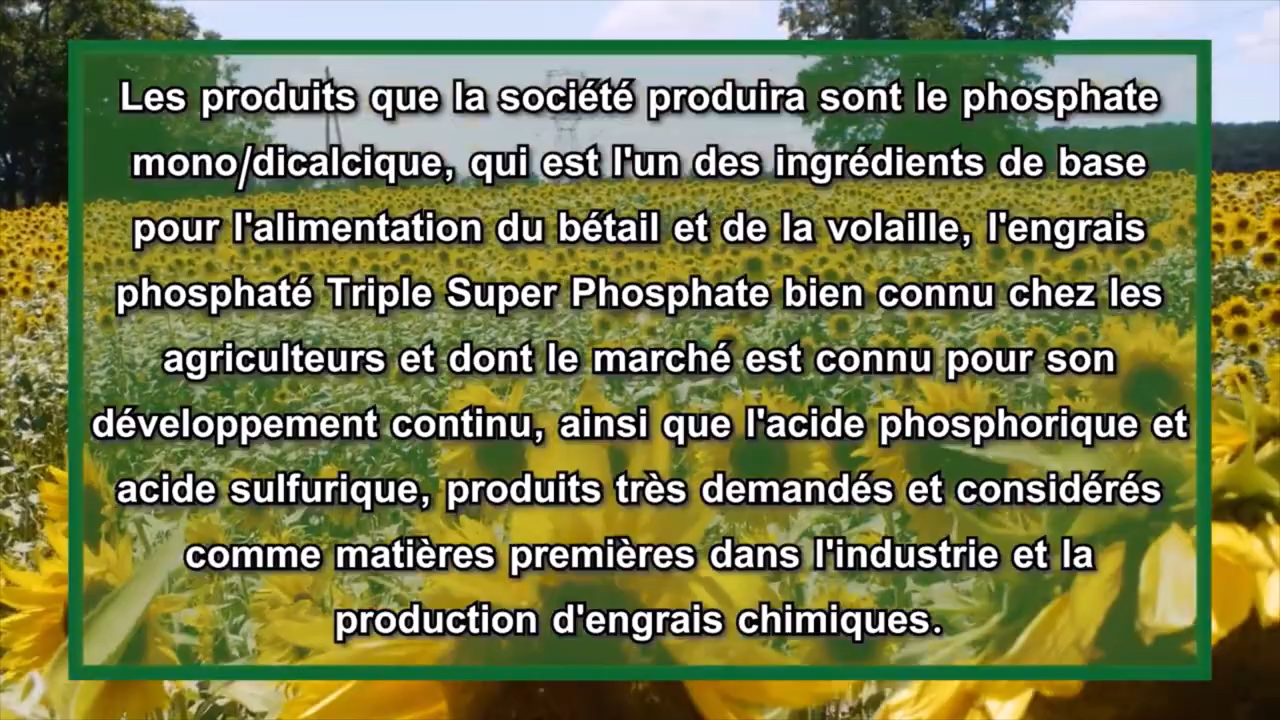 Les produits que la société produira sont le phosphate
mono/dicalcique, qui est l'un des ingrédients de base
pour l'alimentation du bétail et de la volaille, l'engrais
phosphaté Triple Super Phosphate bien connu chez les
agriculteurs et dont le marché est connu pour son
développement continu, ainsi que l'acide phosphorique et
acide sulfurique, produits très demandés et considérés
comme matières premières dans l'industrie et la
production d'engrais chimiques.